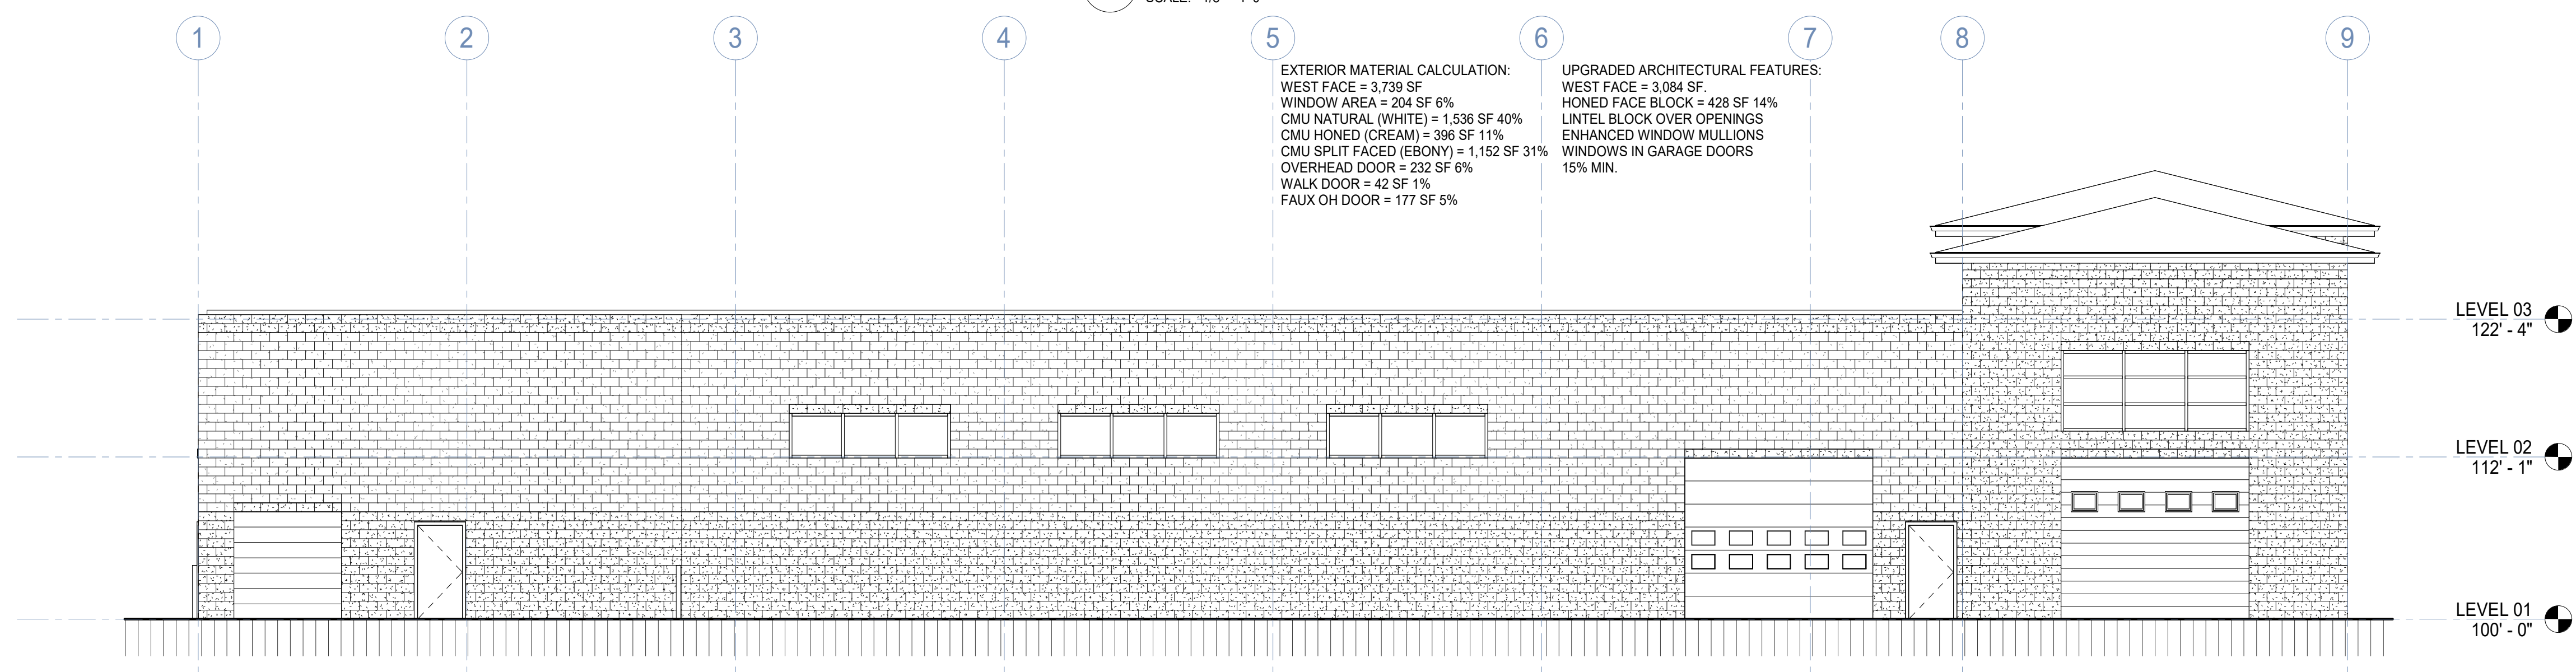 1 2 3 4 5 6 7 8 9
EXTERIOR MATERIAL CALCULATION:
WEST FACE = 3,739 SF
WINDOW AREA = 204 SF 6%
CMU NATURAL (WHITE) = 1,536 SF 40%
CMU HONED (CREAM) = 396 SF 11%
CMU SPLIT FACED (EBONY) = 1,152 SF 31%
OVERHEAD DOOR = 232 SF 6%
WALK DOOR = 42 SF 1%
FAUX OH DOOR = 177 SF 5%
UPGRADED ARCHITECTURAL FEATURES:
WEST FACE = 3,084 SF.
HONED FACE BLOCK = 428 SF 14%
LINTEL BLOCK OVER OPENINGS
ENHANCED WINDOW MULLIONS
WINDOWS IN GARAGE DOORS
15% MIN.
LEVEL 03
122' - 4"
LEVEL 02
112' - 1"
LEVEL 01
100' - 0"